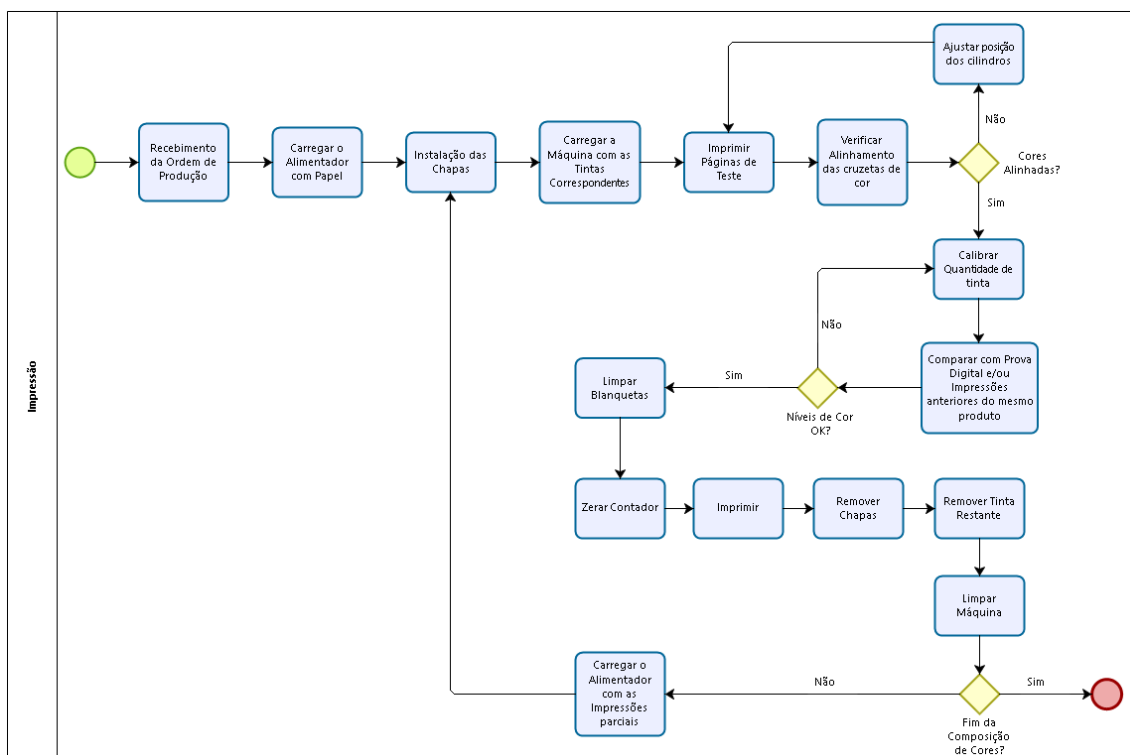 Impressão
Recebimento
da Ordem de
Produção
Carregar o
Alimentador
com Papel
Instalação das
Chapas
Carregar a
Máquina com as
Tintas
Correspondentes
Imprimir
Páginas de
Teste
Verificar
Alinhamento
das cruzetas de
cor
Ajustar posição
dos cilindros
Não
Cores
Alinhadas?
Sim
Calibrar
Quantidade de
tinta
Comparar com Prova
Digital e/ou
Impressões
anteriores do mesmo
produto
Não
Níveis de Cor
OK?
Sim
Limpar
Blanquetas
Zerar Contador
Imprimir
Remover
Chapas
Remover Tinta
Restante
Limpar
Máquina
Fim da
Composição
de Cores?
Sim
Não
Carregar o
Alimentador
com as
Impressões
parciais